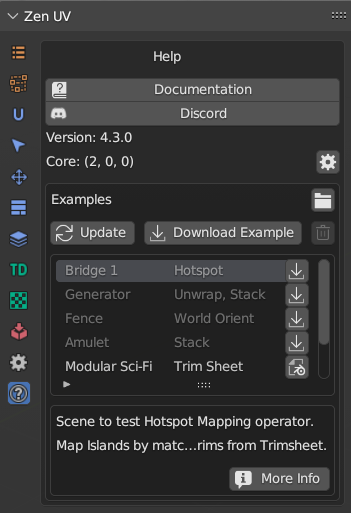 Zen UV
Help
Documentation
Discord
Version: 4.3.0
Core: (2, 0, 0)
Examples
Update Download Example
Bridge 1 Hotspot
Generator Unwrap, Stack
Fence World Orient
Amulet Stack
TD
Modular Sci-Fi Trim Sheet
Scene to test Hotspot Mapping operator.
Map Islands by matc...rims from Trimsheet.
More Info